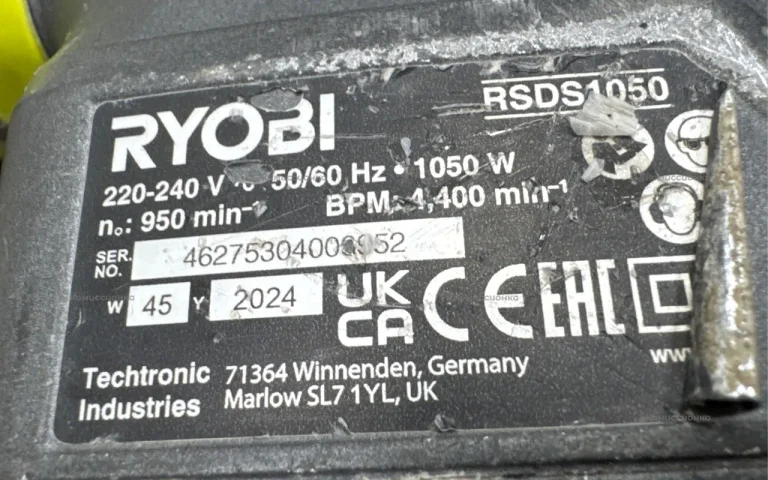 RYOBI
RSDS1050
220-240 V ~ 50/60 Hz • 1050 W
n₀: 950 min⁻¹ BPM: 4,400 min⁻¹
SER. NO.
W 45 Y 2024
UK CA CE EAC
Techtronic Industries
71364 Winnenden, Germany
Marlow SL7 1YL, UK
www